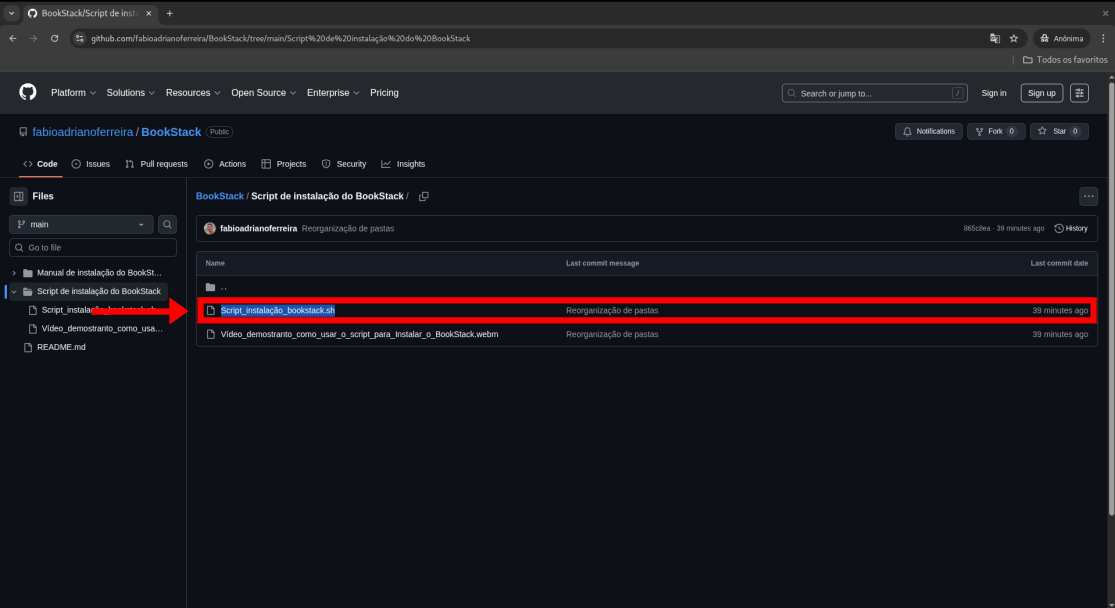 BookStack/Script de inst
github.com/fabioadrianoferreira/BookStack/tree/main/Script%20de%20instalação%20do%20BookStack
Anônima
Todos os favoritos
Platform Solutions Resources Open Source Enterprise Pricing Search or jump to... / Sign in Sign up
fabioadrianoferreira / BookStack Public Notifications Fork 0 Star 0
Code Issues Pull requests Actions Projects Security Insights
Files
main
Go to file
Manual de instalação do BookSt...
Script de instalação do BookStack
Vídeo_demostranto_como_usa...
README.md
BookStack / Script de instalação do BookStack /
fabioadrianoferreira Reorganização de pastas 865c8ea · 39 minutes ago History
Name Last commit message Last commit date
..
Script_instalação_bookstack.sh Reorganização de pastas 39 minutes ago
Vídeo_demostranto_como_usar_o_script_para_Instalar_o_BookStack.webm Reorganização de pastas 39 minutes ago